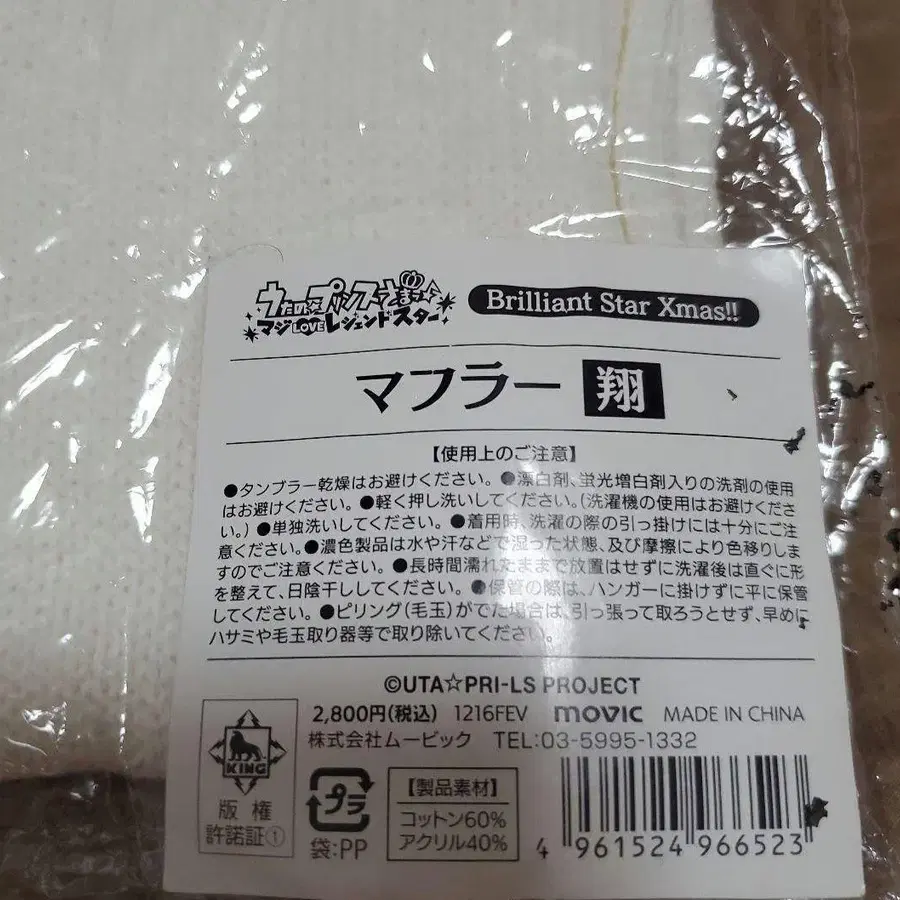 うたの☆プリンスさまっ♪
マジLOVEレジェンドスター
Brilliant Star Xmas!!
マフラー 翔
【使用上のご注意】
●タンブラー乾燥はお避けください。●漂白剤、蛍光増白剤入りの洗剤の使用
はお避けください。●軽く押し洗いしてください。(洗濯機の使用はお避けくださ
い。)●単独洗いしてください。●着用時、洗濯の際の引っ掛けには十分にご注
意ください。●濃色製品は水や汗などで湿った状態、及び摩擦により色移りしま
すのでご注意ください。●長時間濡れたままで放置はせずに洗濯後は直ぐに形
を整えて、日陰干ししてください。●保管の際は、ハンガーに掛けずに平に保管
してください。●ピリング(毛玉)がでた場合は、引っ張って取ろうとせず、早めに
ハサミや毛玉取り器等で取り除いてください。
©UTA☆PRI-LS PROJECT
2,800円(税込) 1216FEV movic MADE IN CHINA
株式会社ムービック TEL:03-5995-1332
KING
版権
許諾証①
プラ
袋:PP
【製品素材】
コットン60%
アクリル40%
4 961524 966523